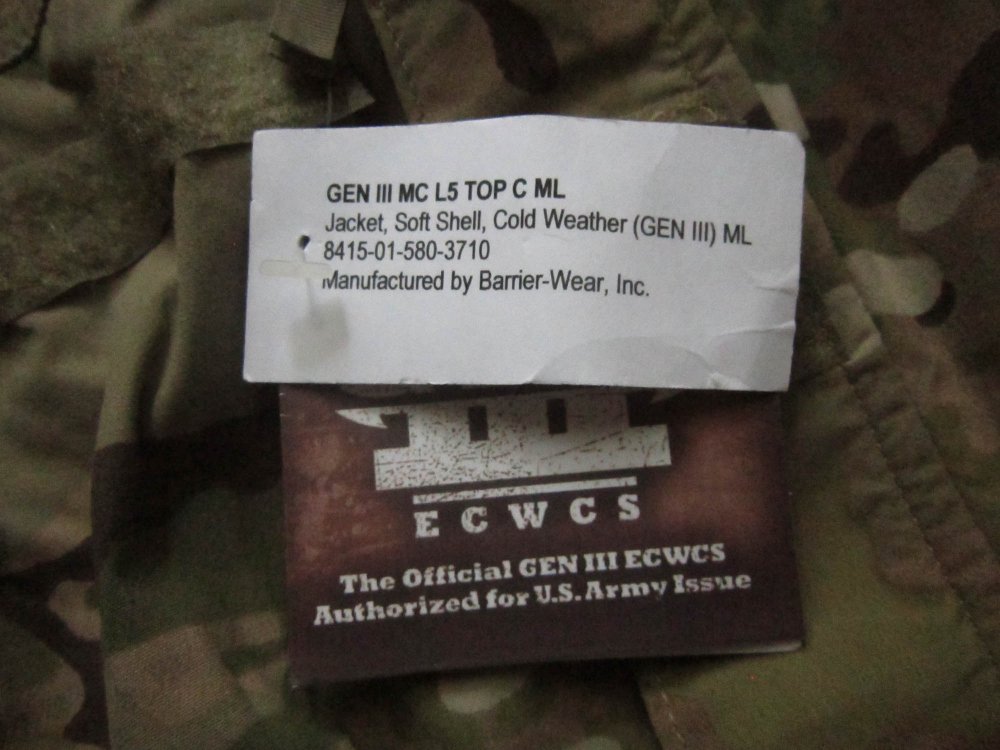 GEN III MC L5 TOP C ML
Jacket, Soft Shell, Cold Weather (GEN III) ML
8415-01-580-3710
Manufactured by Barrier-Wear, Inc.
ECWCS
The Official GEN III ECWCS
Authorized for U.S. Army Issue